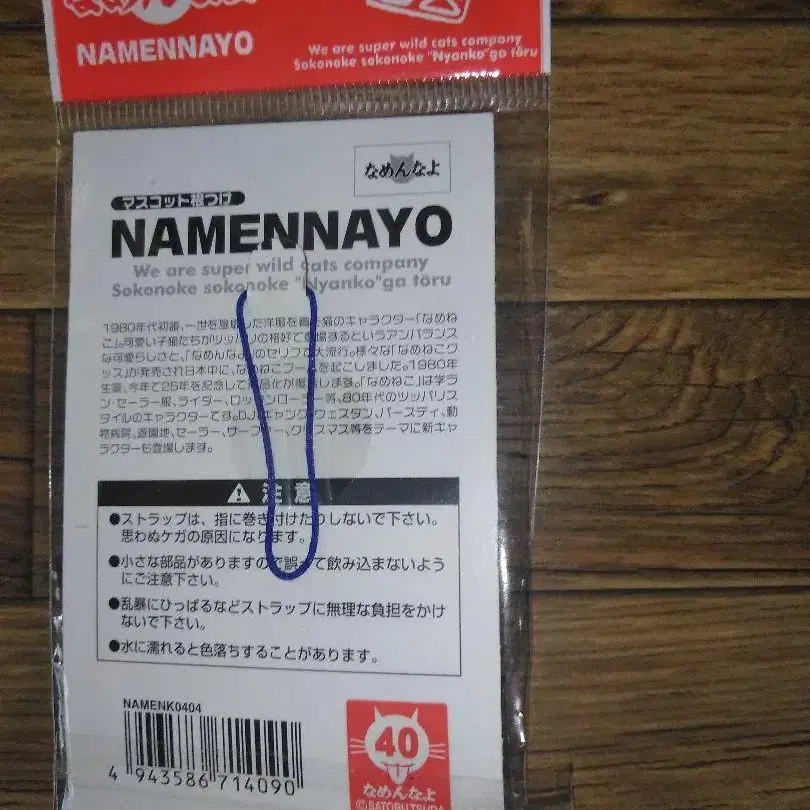 NAMENNAYO
We are super wild cats company
Sokonoke sokonoke "Nyanko"ga tōru
なめんなよ
マスコット根つけ
NAMENNAYO
We are super wild cats company
Sokonoke sokonoke "Nyanko"ga tōru
1980年代初頭、一世を風靡した洋服を着た猫のキャラクター「なめね
こ」。可愛い子猫たちがツッパリの格好で登場するというアンバランス
な可愛らしさと、「なめんなよ」のセリフで大流行。様々な「なめねこグ
ッズ」が発売され日本中に、なめねこブームを起こしました。1980年
生誕、今年で25年を記念して商品化が復活します。「なめねこ」は学ラ
ン・セーラー服、ライダー、ロックンローラー等、80年代のツッパリス
タイルのキャラクターです。DJ、ギャング、ウェスタン、バースディ、動
物病院、遊園地、セーラー、サーファー、クリスマス等をテーマに新キャ
ラクターも登場します。
注意
●ストラップは、指に巻き付けたりしないで下さい。
思わぬケガの原因になります。
●小さな部品がありますので誤って飲み込まないよう
にご注意下さい。
●乱暴にひっぱるなどストラップに無理な負担をかけ
ないで下さい。
●水に濡れると色落ちすることがあります。
NAMENK0404
4 943586 714090
40
なめんなよ
©SATORU TSUDA